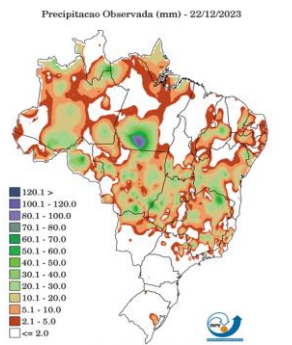 Precipitacao Observada (mm) - 22/12/2023
120.1 >
100.1 - 120.0
80.1 - 100.0
70.1 - 80.0
60.1 - 70.0
50.1 - 60.0
40.1 - 50.0
30.1 - 40.0
20.1 - 30.0
10.1 - 20.0
5.1 - 10.0
2.1 - 5.0
<= 2.0